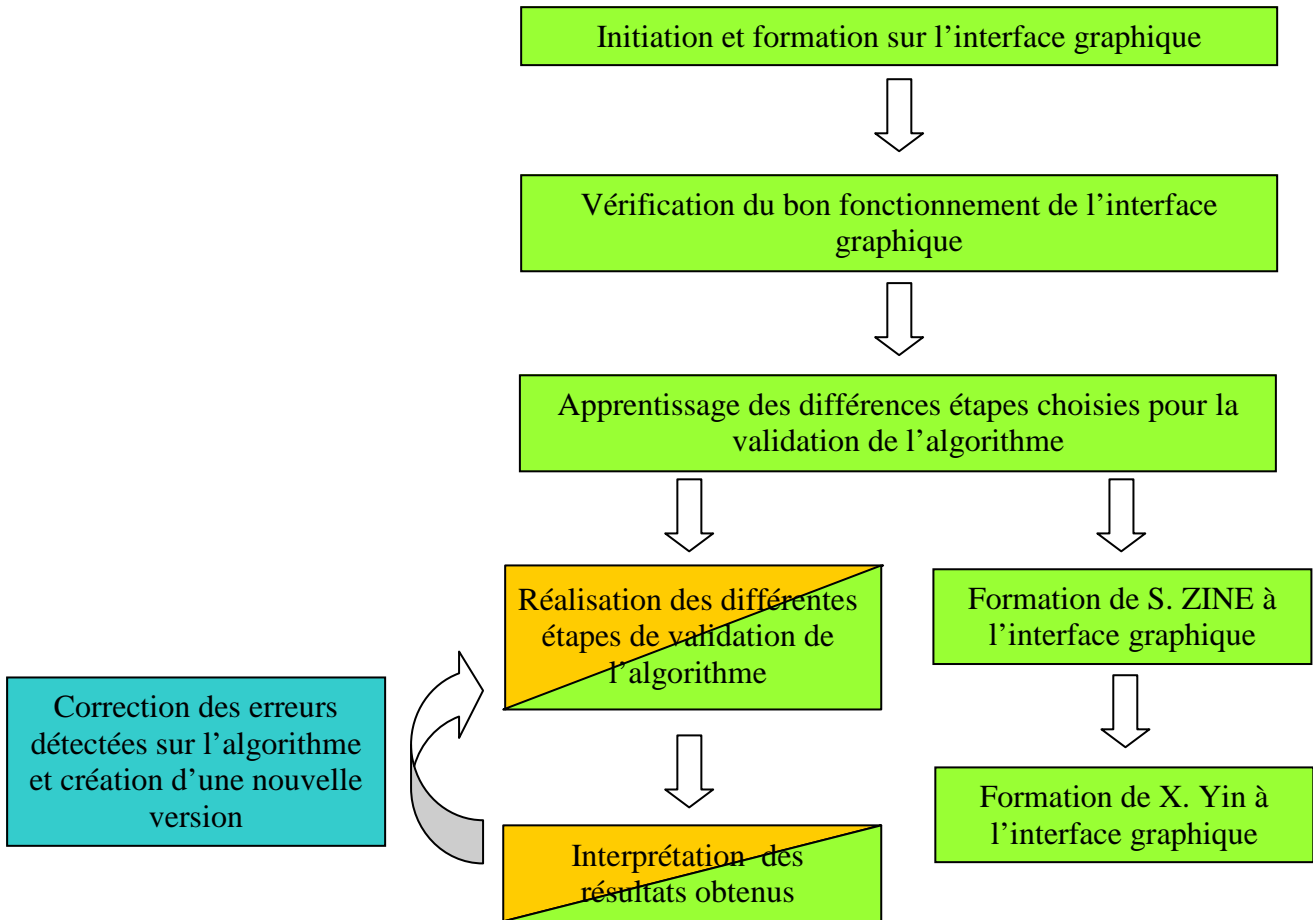 Initiation et formation sur l’interface graphique
Vérification du bon fonctionnement de l’interface
graphique
Apprentissage des différences étapes choisies pour la
validation de l’algorithme
Réalisation des différentes
étapes de validation de
l’algorithme
Formation de S. ZINE à
l’interface graphique
Correction des erreurs
détectées sur l’algorithme
et création d’une nouvelle
version
Formation de X. Yin à
l’interface graphique
Interprétation des
résultats obtenus